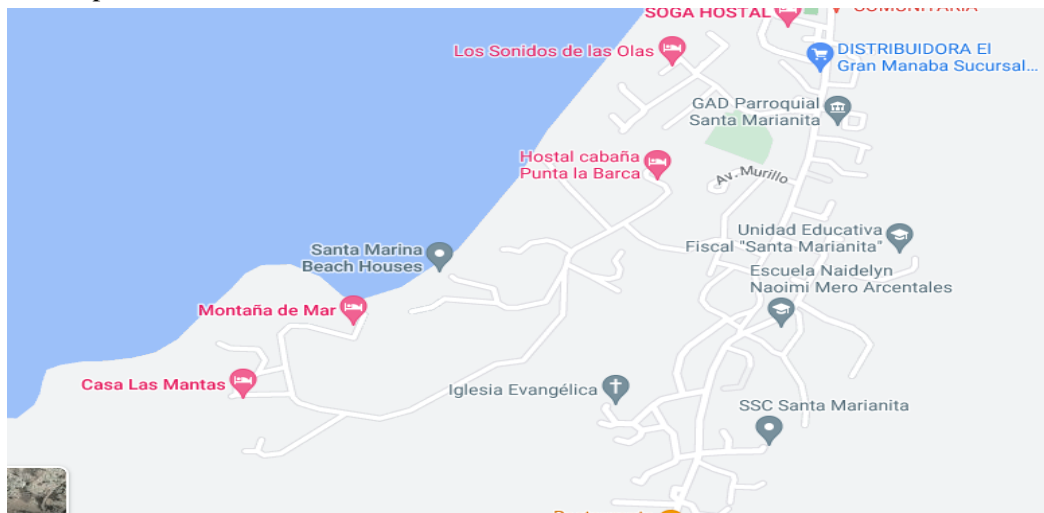 SOGA HOSTAL
COMUNITARIA
Los Sonidos de las Olas
DISTRIBUIDORA El
Gran Manaba Sucursal...
GAD Parroquial
Santa Marianita
Hostal cabaña
Punta la Barca
Av. Murillo
Unidad Educativa
Fiscal "Santa Marianita"
Santa Marina
Beach Houses
Escuela Naidelyn
Naoimi Mero Arcentales
Montaña de Mar
Casa Las Mantas
Iglesia Evangélica
SSC Santa Marianita